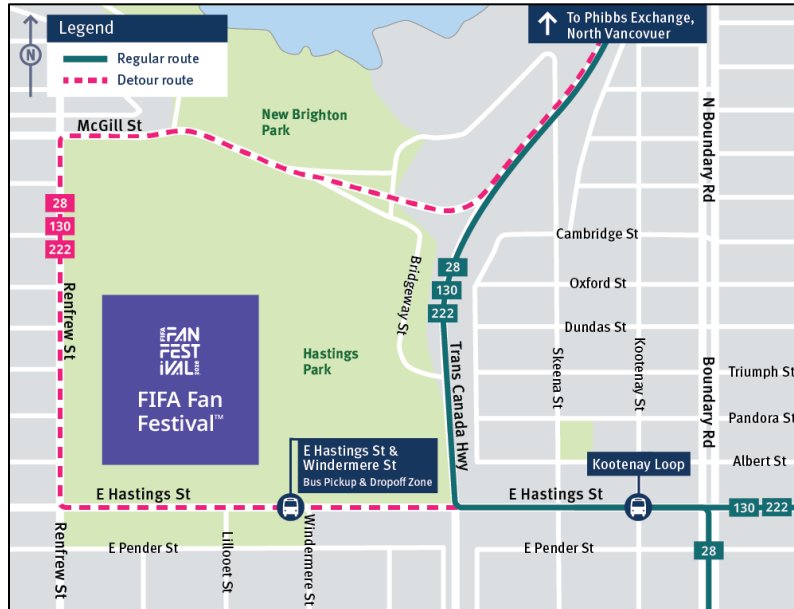 Legend
Regular route
Detour route
N
To Phibbs Exchange,
North Vancovuer
McGill St
New Brighton
Park
N Boundary Rd
28
130
222
Cambridge St
28
130
222
Oxford St
Dundas St
Bridgeway St
Renfrew St
FIFA
FAN
FEST
iVAL
2026
FIFA Fan
Festival™
Hastings
Park
Trans Canada Hwy
Skeena St
Kootenay St
Boundary Rd
Triumph St
Pandora St
Albert St
E Hastings St &
Windermere St
Bus Pickup & Dropoff Zone
Kootenay Loop
E Hastings St
E Hastings St
130
222
Renfrew St
E Pender St
Lillooet St
Windermere St
E Pender St
28